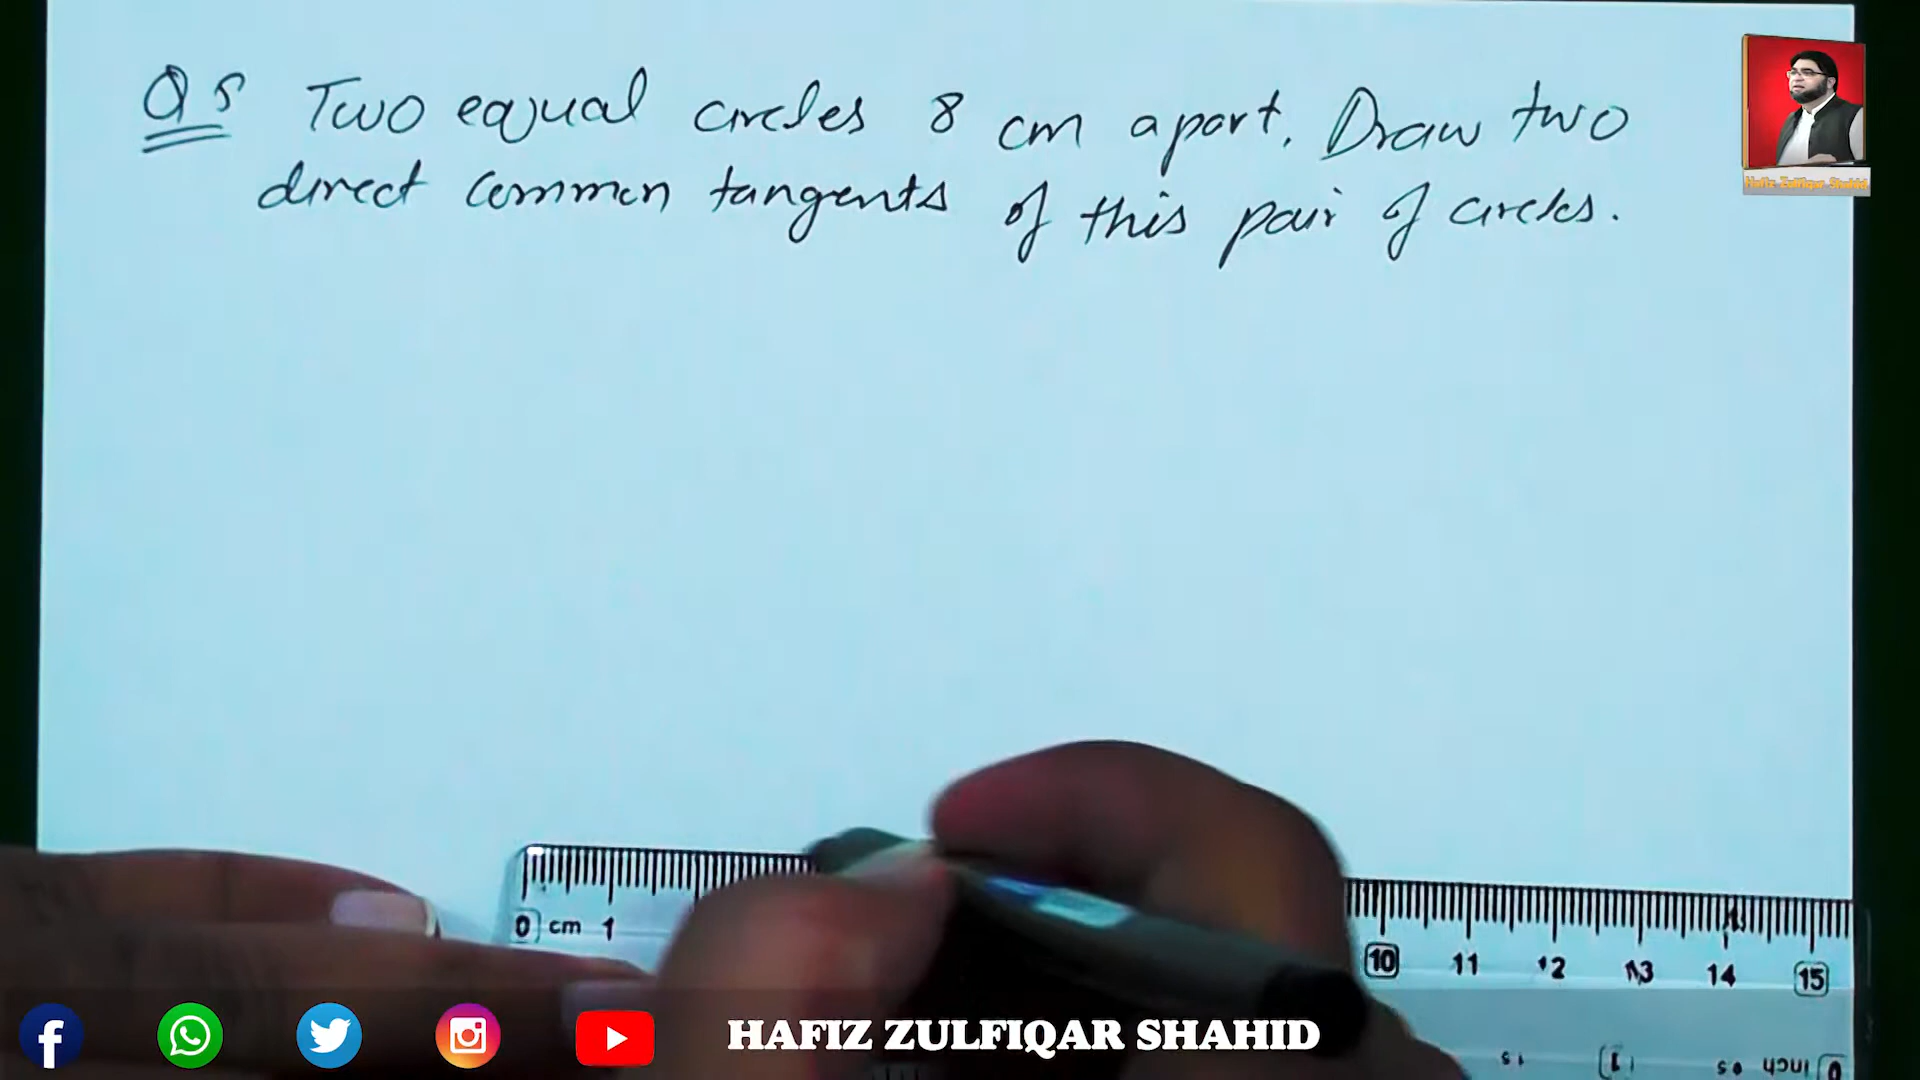 Q5 Two equal circles 8 cm apart. Draw two
direct common tangents of this pair of circles.
Hafiz Zulfiqar Shahid
0 cm 1 10 11 12 13 14 15
inch
HAFIZ ZULFIQAR SHAHID